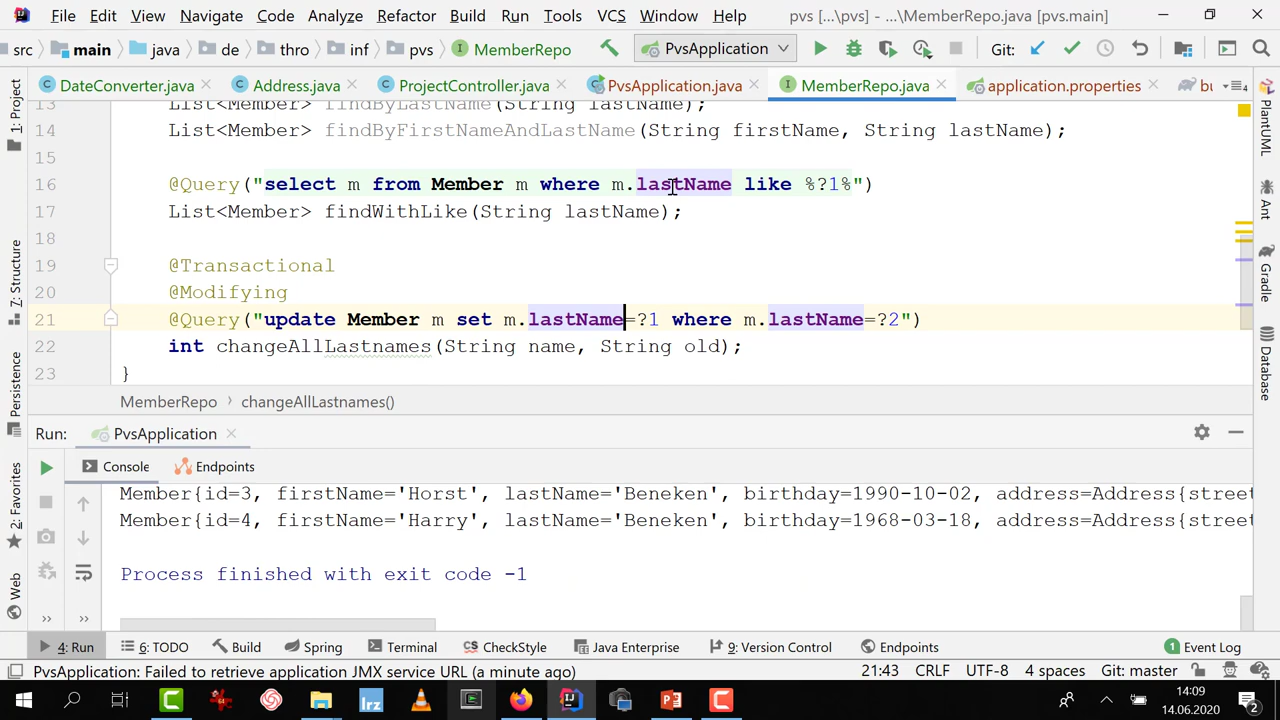 File Edit View Navigate Code Analyze Refactor Build Run Tools VCS Window Help pvs [...\pvs] - ...\MemberRepo.java [pvs.main]
src main java de thro inf pvs MemberRepo PvsApplication Git:
DateConverter.java Address.java ProjectController.java PvsApplication.java MemberRepo.java application.properties bu
13 List<Member> findByLastName(String lastName);
14 List<Member> findByFirstNameAndLastName(String firstName, String lastName);
15
16 @Query("select m from Member m where m.lastName like %?1%")
17 List<Member> findWithLike(String lastName);
18
19 @Transactional
20 @Modifying
21 @Query("update Member m set m.lastName=?1 where m.lastName=?2")
22 int changeAllLastnames(String name, String old);
23 }
MemberRepo › changeAllLastnames()
1: Project
7: Structure
Persistence
2: Favorites
Web
PlantUML
Ant
Gradle
Database
Run: PvsApplication
Console Endpoints
Member{id=3, firstName='Horst', lastName='Beneken', birthday=1990-10-02, address=Address{street
Member{id=4, firstName='Harry', lastName='Beneken', birthday=1968-03-18, address=Address{street
Process finished with exit code -1
4: Run 6: TODO Build Spring Terminal CheckStyle Java Enterprise 9: Version Control Endpoints 1 Event Log
PvsApplication: Failed to retrieve application JMX service URL (a minute ago) 21:43 CRLF UTF-8 4 spaces Git: master
lrz 14:09
14.06.2020 2